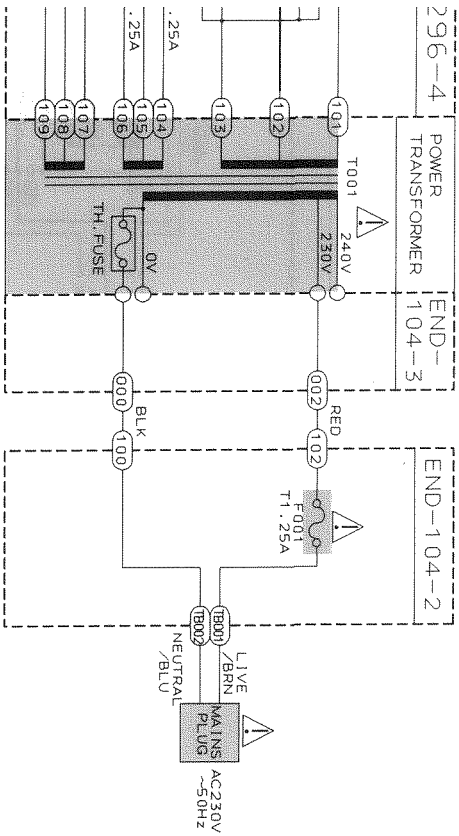 296-4
.25A
.25A
109
108
107
106
105
104
103
102
101
POWER
TRANSFORMER
T001
240V
230V
0V
TH.FUSE
!
END-
104-3
000
002
BLK
RED
100
102
END-104-2
!
F001
T1.25A
TB002
TB001
LIVE
/BRN
NEUTRAL
/BLU
!
MAINS
PLUG
AC230V
~50Hz